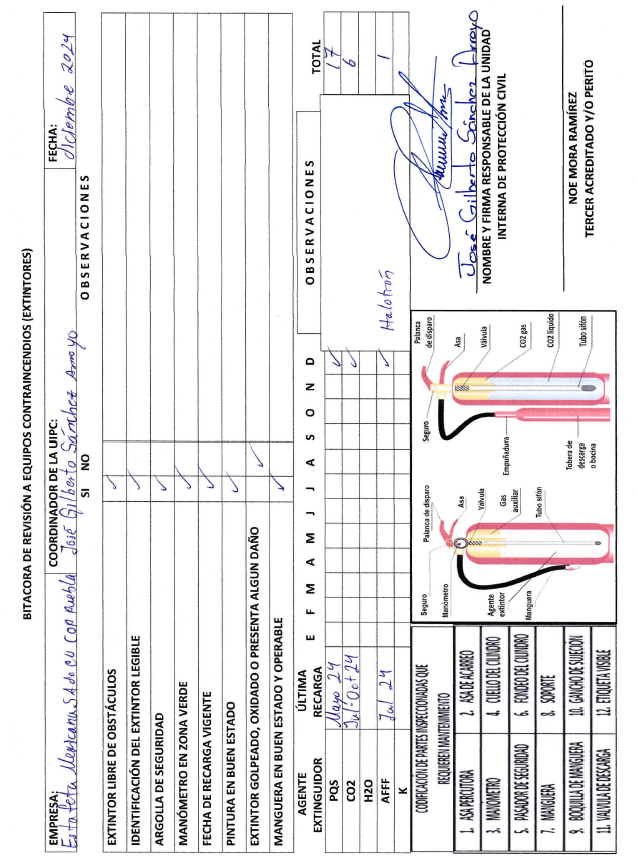 BITACORA DE REVISIÓN A EQUIPOS CONTRAINCENDIOS (EXTINTORES)
EMPRESA: COORDINADOR DE LA UIPC: FECHA:
Estafeta Mexicana S.A de CV COP Puebla José Gilberto Sánchez Arroyo diciembre 2024
SI NO OBSERVACIONES
EXTINTOR LIBRE DE OBSTÁCULOS ✓
IDENTIFICACIÓN DEL EXTINTOR LEGIBLE ✓
ARGOLLA DE SEGURIDAD ✓
MANÓMETRO EN ZONA VERDE ✓
FECHA DE RECARGA VIGENTE ✓
PINTURA EN BUEN ESTADO ✓
EXTINTOR GOLPEADO, OXIDADO O PRESENTA ALGUN DAÑO ✓
MANGUERA EN BUEN ESTADO Y OPERABLE ✓
AGENTE EXTINGUIDOR ÚLTIMA RECARGA E F M A M J J A S O N D OBSERVACIONES TOTAL
PQS Mayo 24 ✓ 17
CO2 Jul-Oct 24 ✓ 6
H2O
AFFF Jul 24 ✓ Halotrón 1
K
CODIFICACIÓN DE PARTES INSPECCIONADAS QUE
REQUIEREN MANTENIMIENTO
1. ASA PERCUTORA 2. ASA DE ACARREO
3. MANOMETRO 4. CUELLO DEL CILINDRO
5. PASADOR DE SEGURIDAD 6. FONDEO DEL CILINDRO
7. MANGUERA 8. SOPORTE
9. BOQUILLA DE MANGUERA 10. GANCHO DE SUJECION
11. VALVULA DE DESCARGA 12. ETIQUETA VISIBLE
Seguro
Palanca de disparo
Manómetro
Asa
Válvula
Agente
extintor
Gas
auxiliar
Manguera
Tubo sifón
Seguro
Palanca
de disparo
Asa
Válvula
CO2 gas
Empuñadura
CO2 líquido
Tobera de
descarga
o bocina
Tubo sifón
José Gilberto Sánchez Arroyo
NOMBRE Y FIRMA RESPONSABLE DE LA UNIDAD
INTERNA DE PROTECCIÓN CIVIL
NOE MORA RAMÍREZ
TERCER ACREDITADO Y/O PERITO